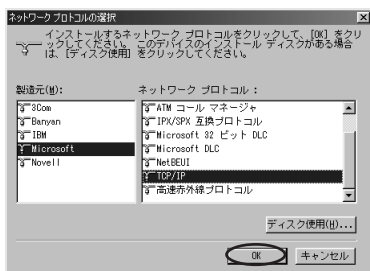 ネットワーク プロトコルの選択
インストールするネットワーク プロトコルをクリックして、[OK] をクリ
ックしてください。このデバイスのインストール ディスクがある場合
は、[ディスク使用] をクリックしてください。
製造元(M):
3Com
Banyan
IBM
Microsoft
Novell
ネットワーク プロトコル :
ATM コール マネージャ
IPX/SPX 互換プロトコル
Microsoft 32 ビット DLC
Microsoft DLC
NetBEUI
TCP/IP
高速赤外線プロトコル
ディスク使用(H)...
OK
キャンセル